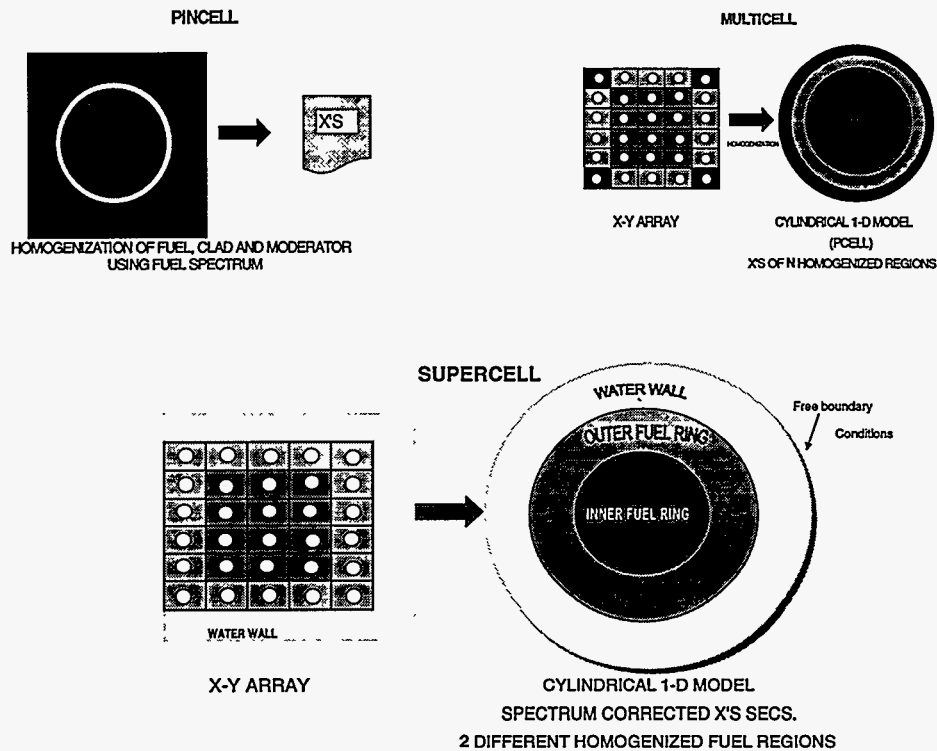 PINCELL
X'S
HOMOGENIZATION OF FUEL, CLAD AND MODERATOR
USING FUEL SPECTRUM
MULTICELL
HOMOGENIZATION
X-Y ARRAY
CYLINDRICAL 1-D MODEL
(PCELL)
X'S OF N HOMOGENIZED REGIONS
SUPERCELL
WATER WALL
OUTER FUEL RING
INNER FUEL RING
Free boundary
Conditions
WATER WALL
X-Y ARRAY
CYLINDRICAL 1-D MODEL
SPECTRUM CORRECTED X'S SECS.
2 DIFFERENT HOMOGENIZED FUEL REGIONS